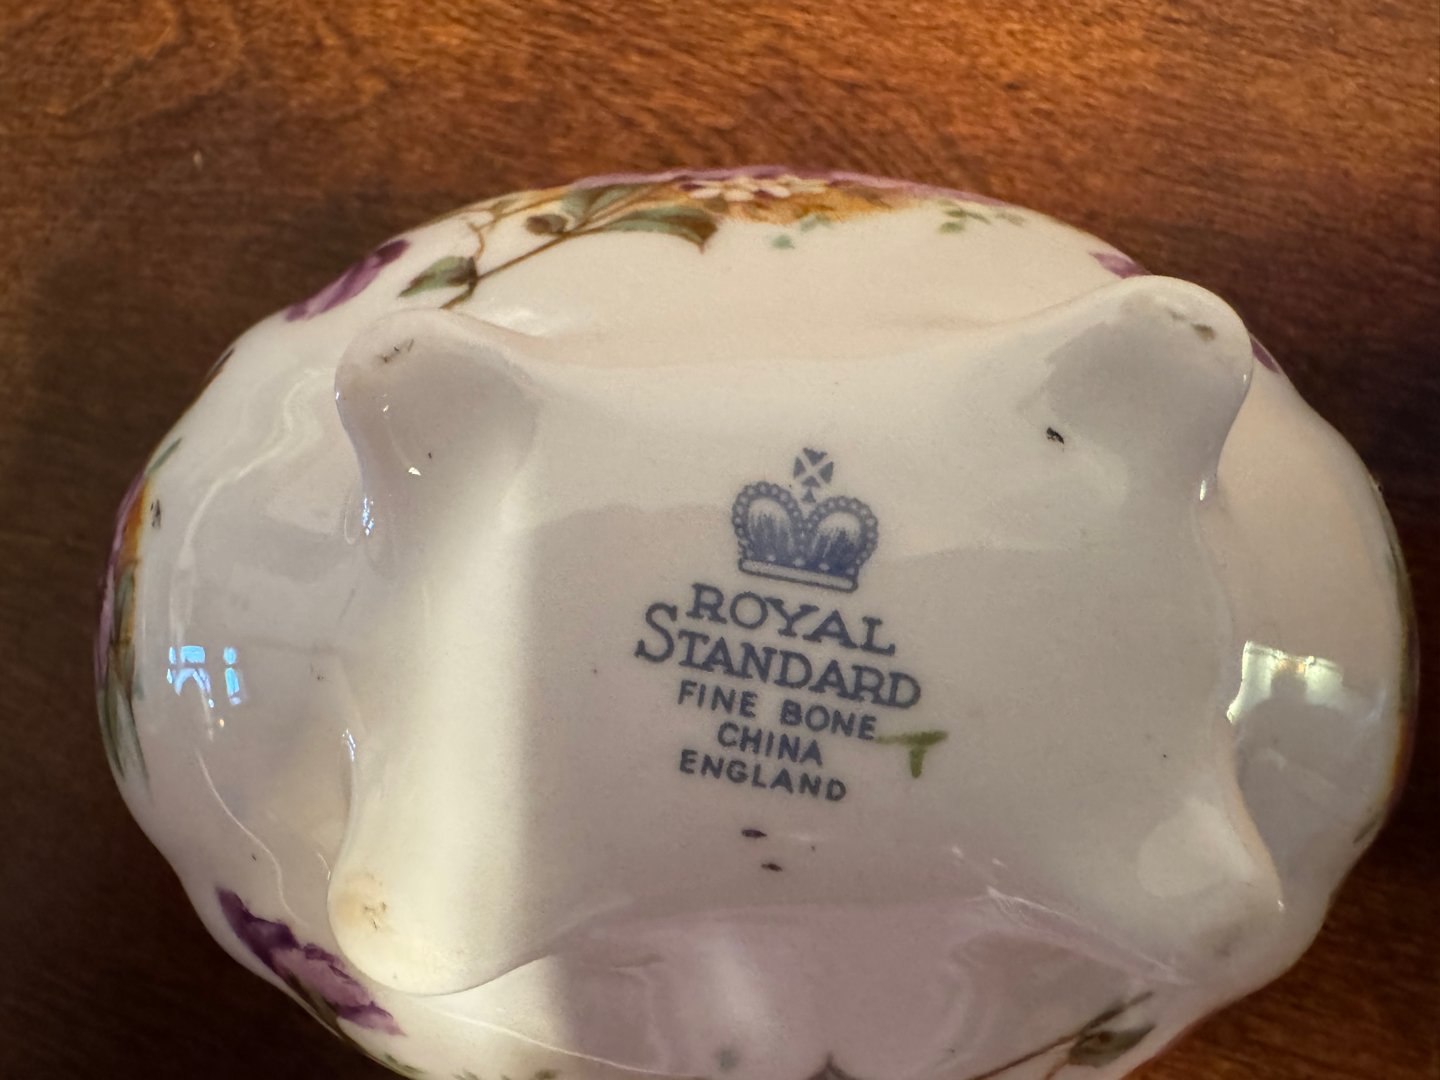 ROYAL
STANDARD
FINE BONE
CHINA
ENGLAND